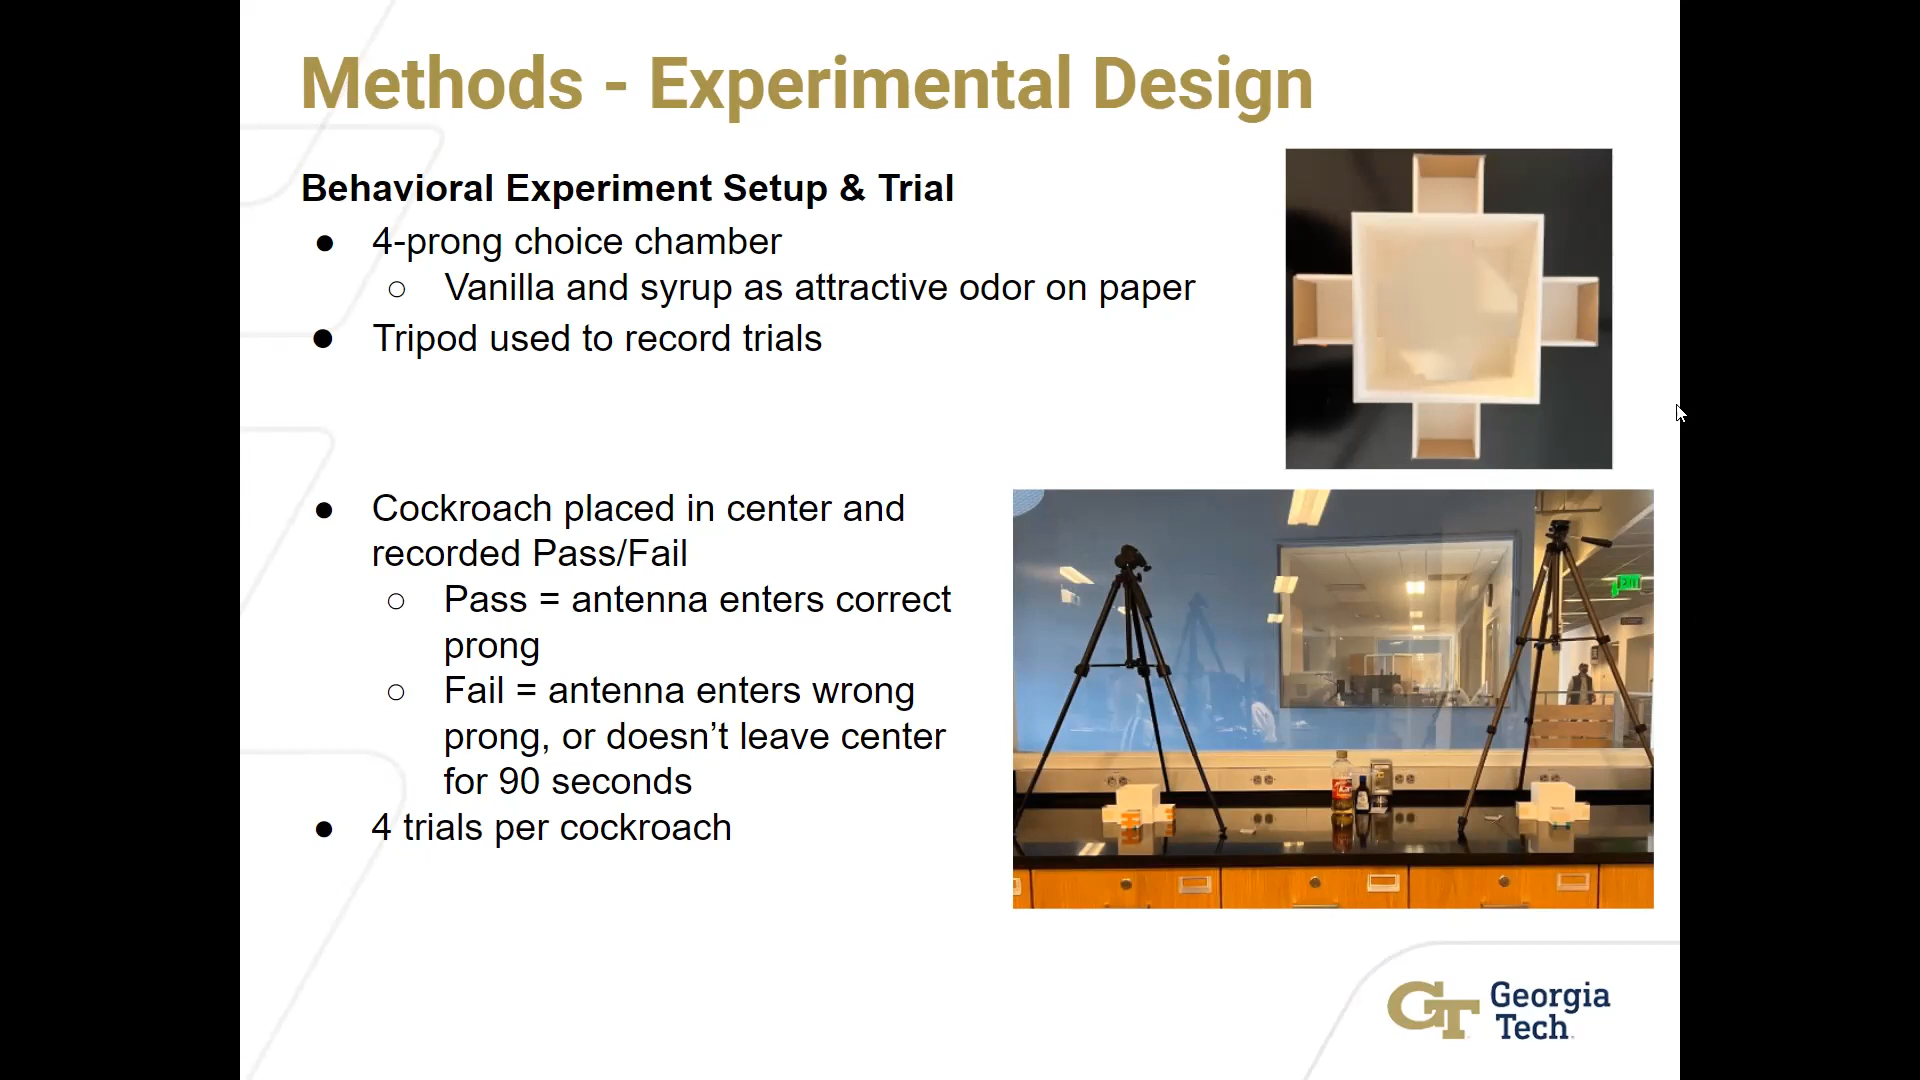 Methods - Experimental Design
Behavioral Experiment Setup & Trial
● 4-prong choice chamber
○ Vanilla and syrup as attractive odor on paper
● Tripod used to record trials
● Cockroach placed in center and
recorded Pass/Fail
○ Pass = antenna enters correct
prong
○ Fail = antenna enters wrong
prong, or doesn’t leave center
for 90 seconds
● 4 trials per cockroach
EXIT
GT Georgia
Tech